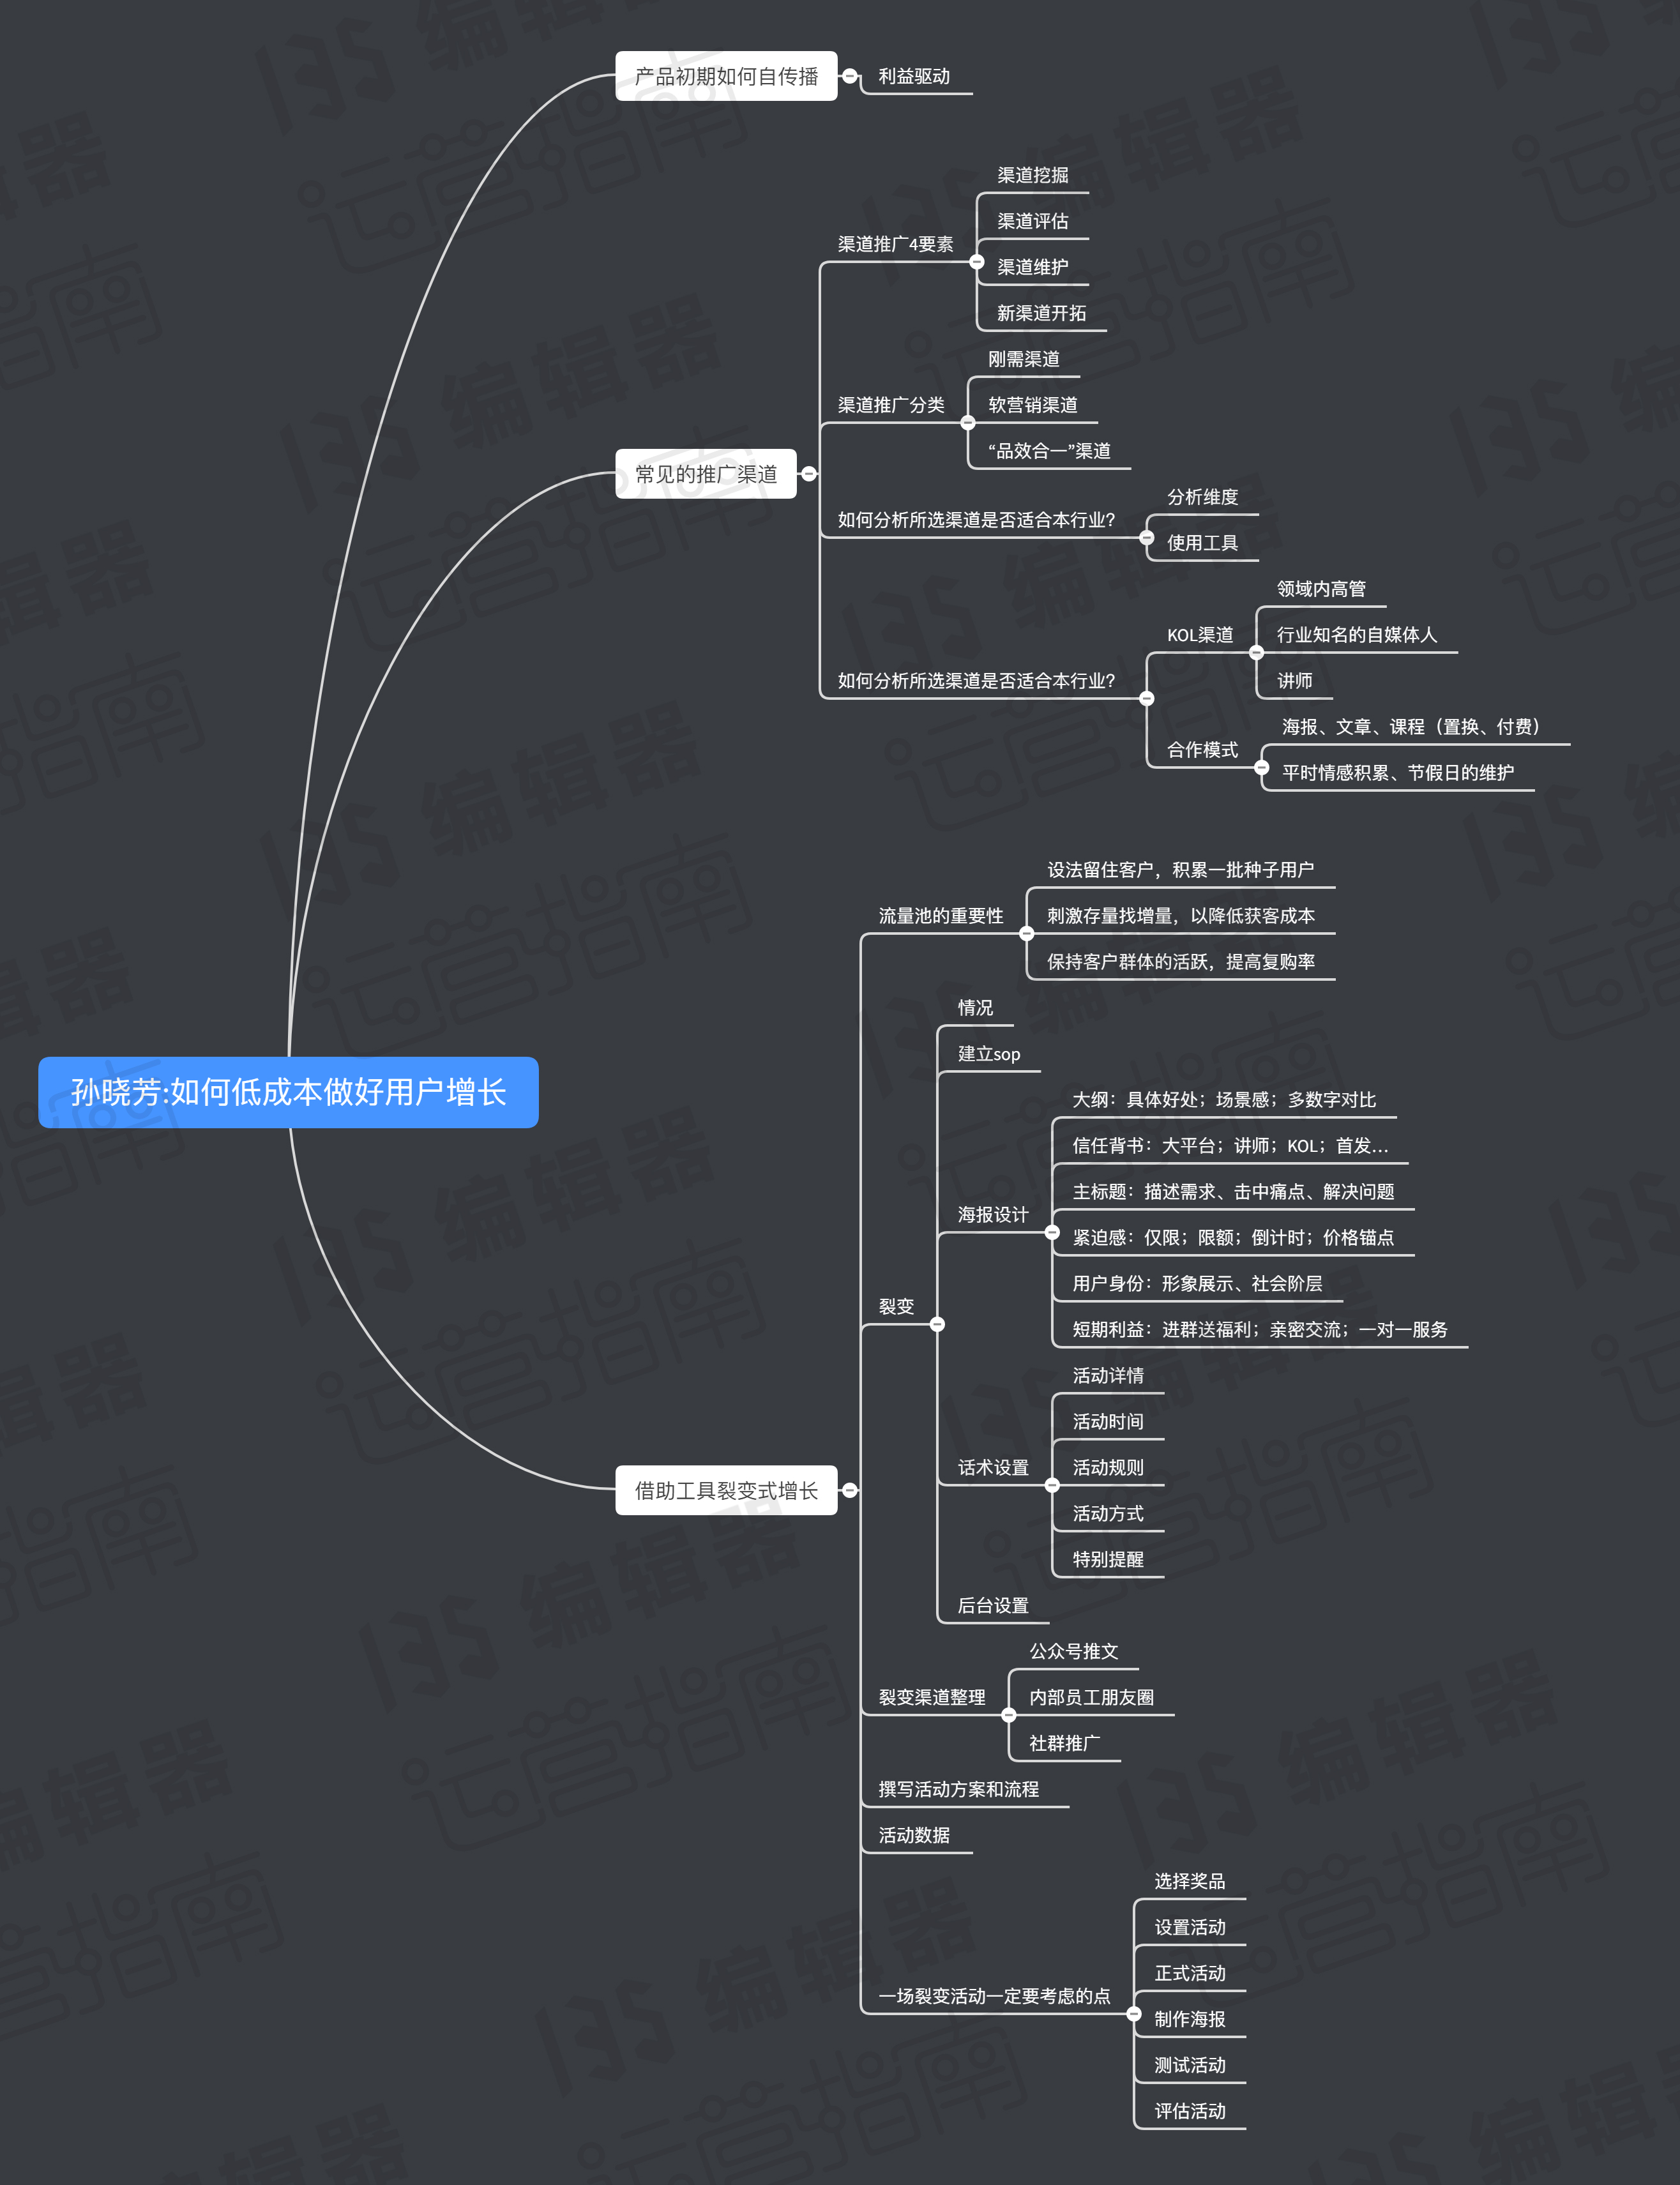 孙晓芳:如何低成本做好用户增长
产品初期如何自传播
利益驱动
常见的推广渠道
渠道推广4要素
渠道挖掘
渠道评估
渠道维护
新渠道开拓
渠道推广分类
刚需渠道
软营销渠道
“品效合一”渠道
如何分析所选渠道是否适合本行业?
分析维度
使用工具
如何分析所选渠道是否适合本行业?
KOL渠道
领域内高管
行业知名的自媒体人
讲师
合作模式
海报、文章、课程（置换、付费）
平时情感积累、节假日的维护
借助工具裂变式增长
流量池的重要性
设法留住客户，积累一批种子用户
刺激存量找增量，以降低获客成本
保持客户群体的活跃，提高复购率
裂变
情况
建立sop
海报设计
大纲：具体好处；场景感；多数字对比
信任背书：大平台；讲师；KOL；首发...
主标题：描述需求、击中痛点、解决问题
紧迫感：仅限；限额；倒计时；价格锚点
用户身份：形象展示、社会阶层
短期利益：进群送福利；亲密交流；一对一服务
话术设置
活动详情
活动时间
活动规则
活动方式
特别提醒
后台设置
裂变渠道整理
公众号推文
内部员工朋友圈
社群推广
撰写活动方案和流程
活动数据
一场裂变活动一定要考虑的点
选择奖品
设置活动
正式活动
制作海报
测试活动
评估活动
135编辑器
运营指南